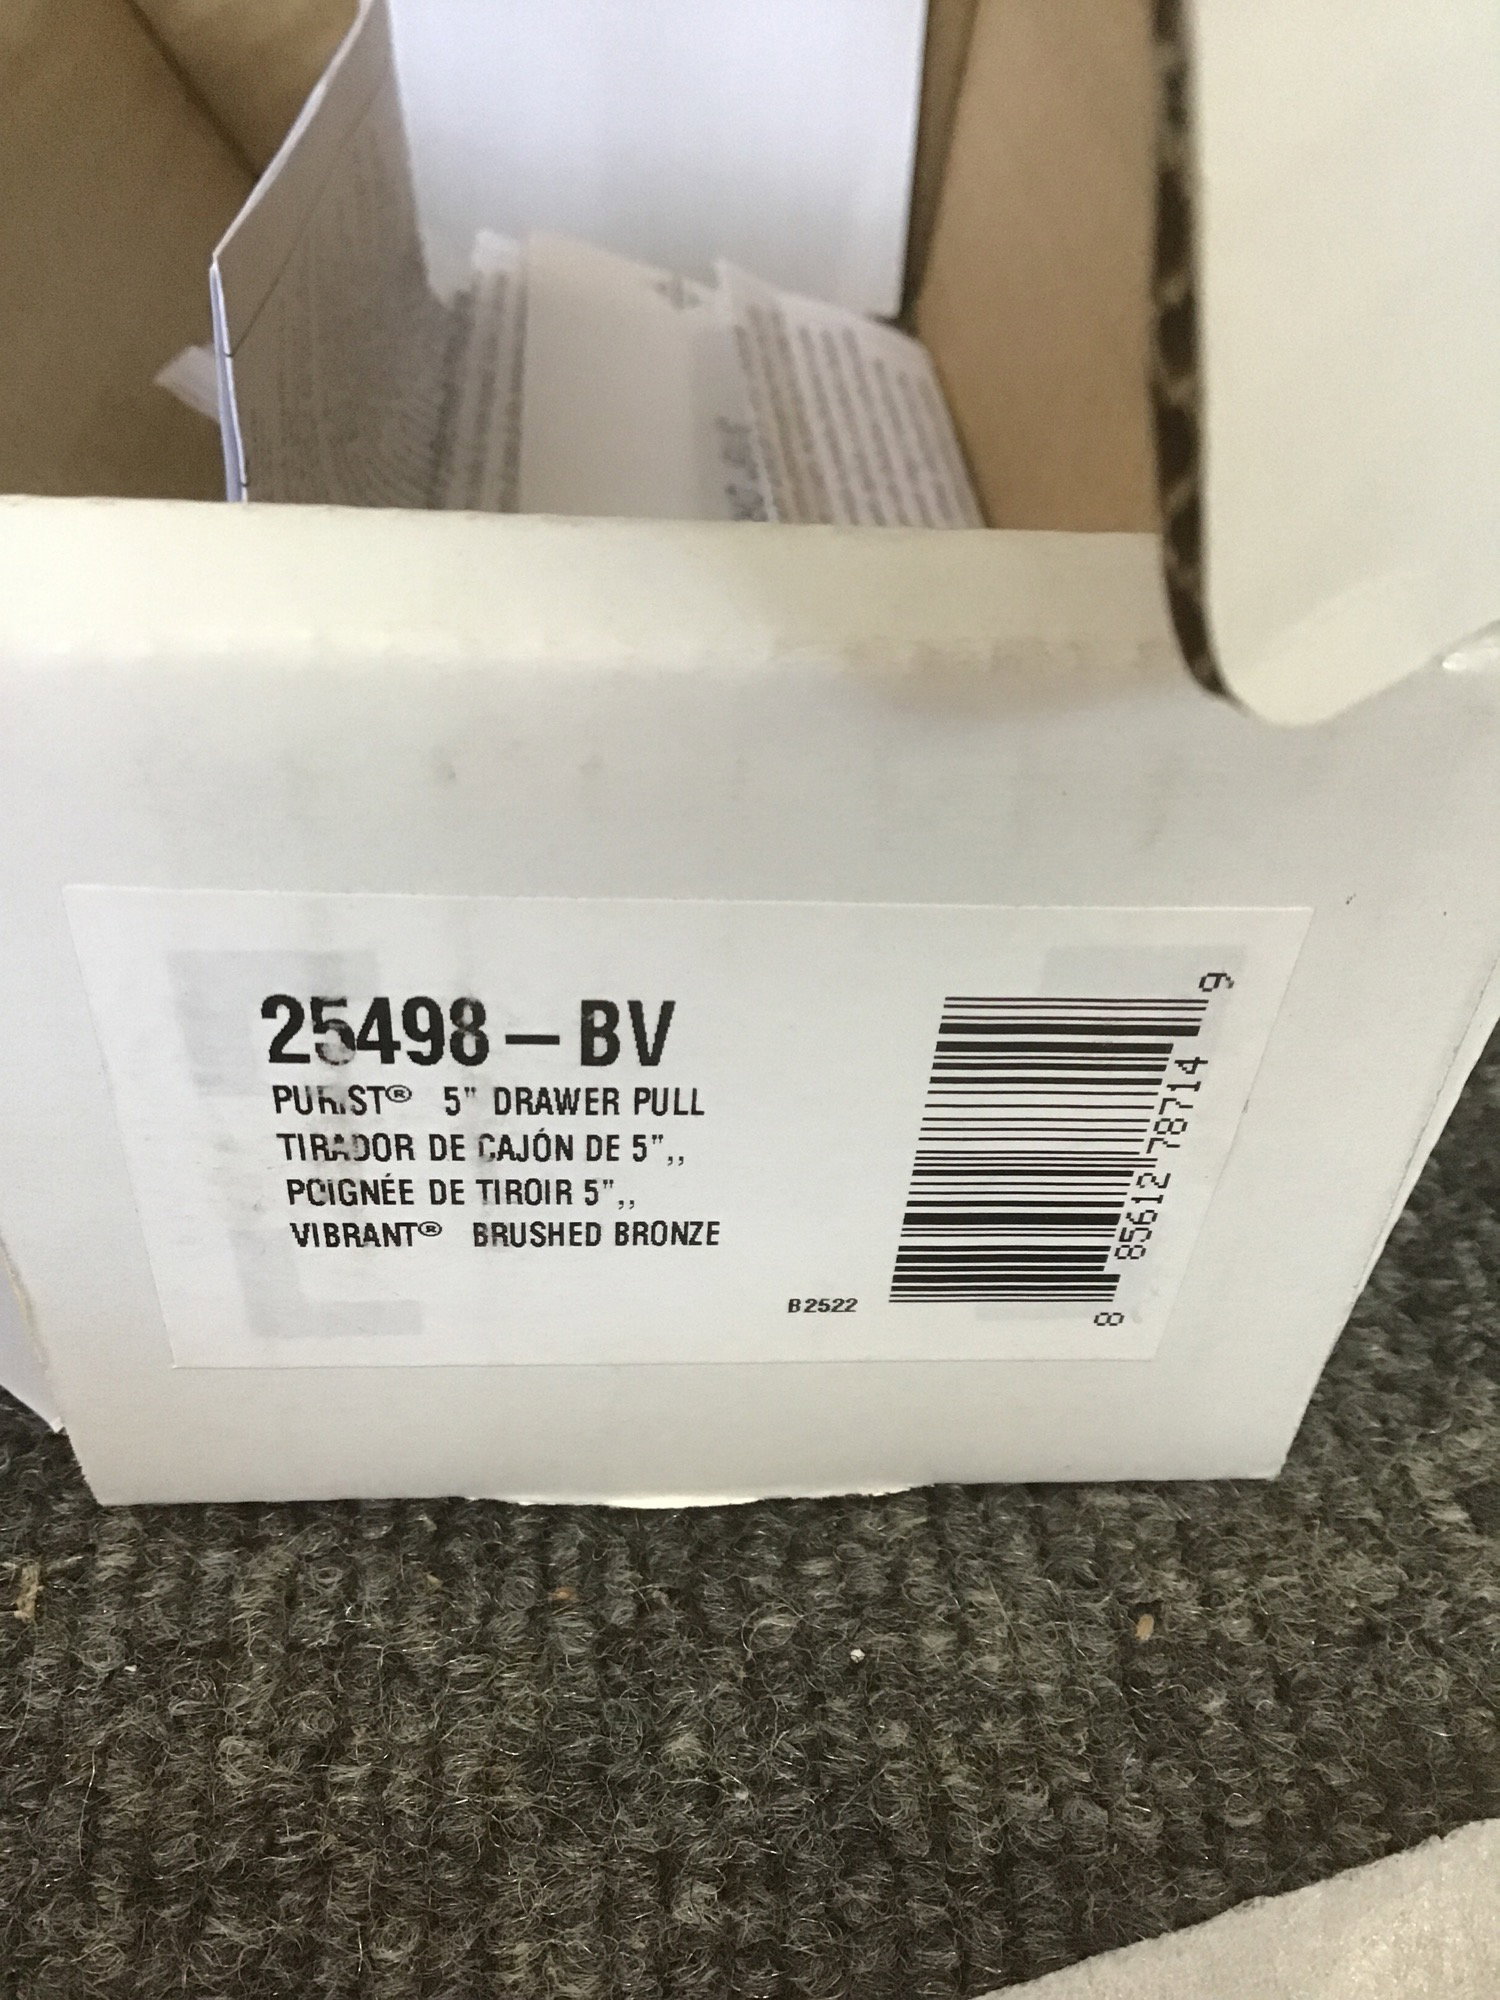 25498-BV
PURIST® 5" DRAWER PULL
TIRADOR DE CAJÓN DE 5",,
POIGNÉE DE TIROIR 5",,
VIBRANT® BRUSHED BRONZE
B2522
8 85612 78714 9